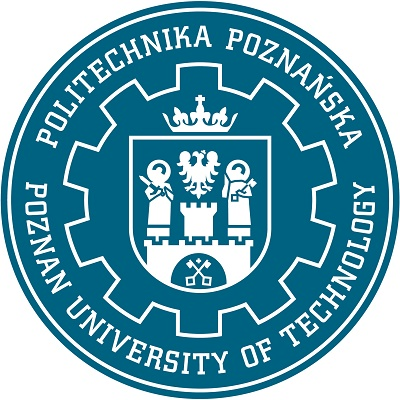 POLITECHNIKA POZNAŃSKA
POZNAN UNIVERSITY OF TECHNOLOGY